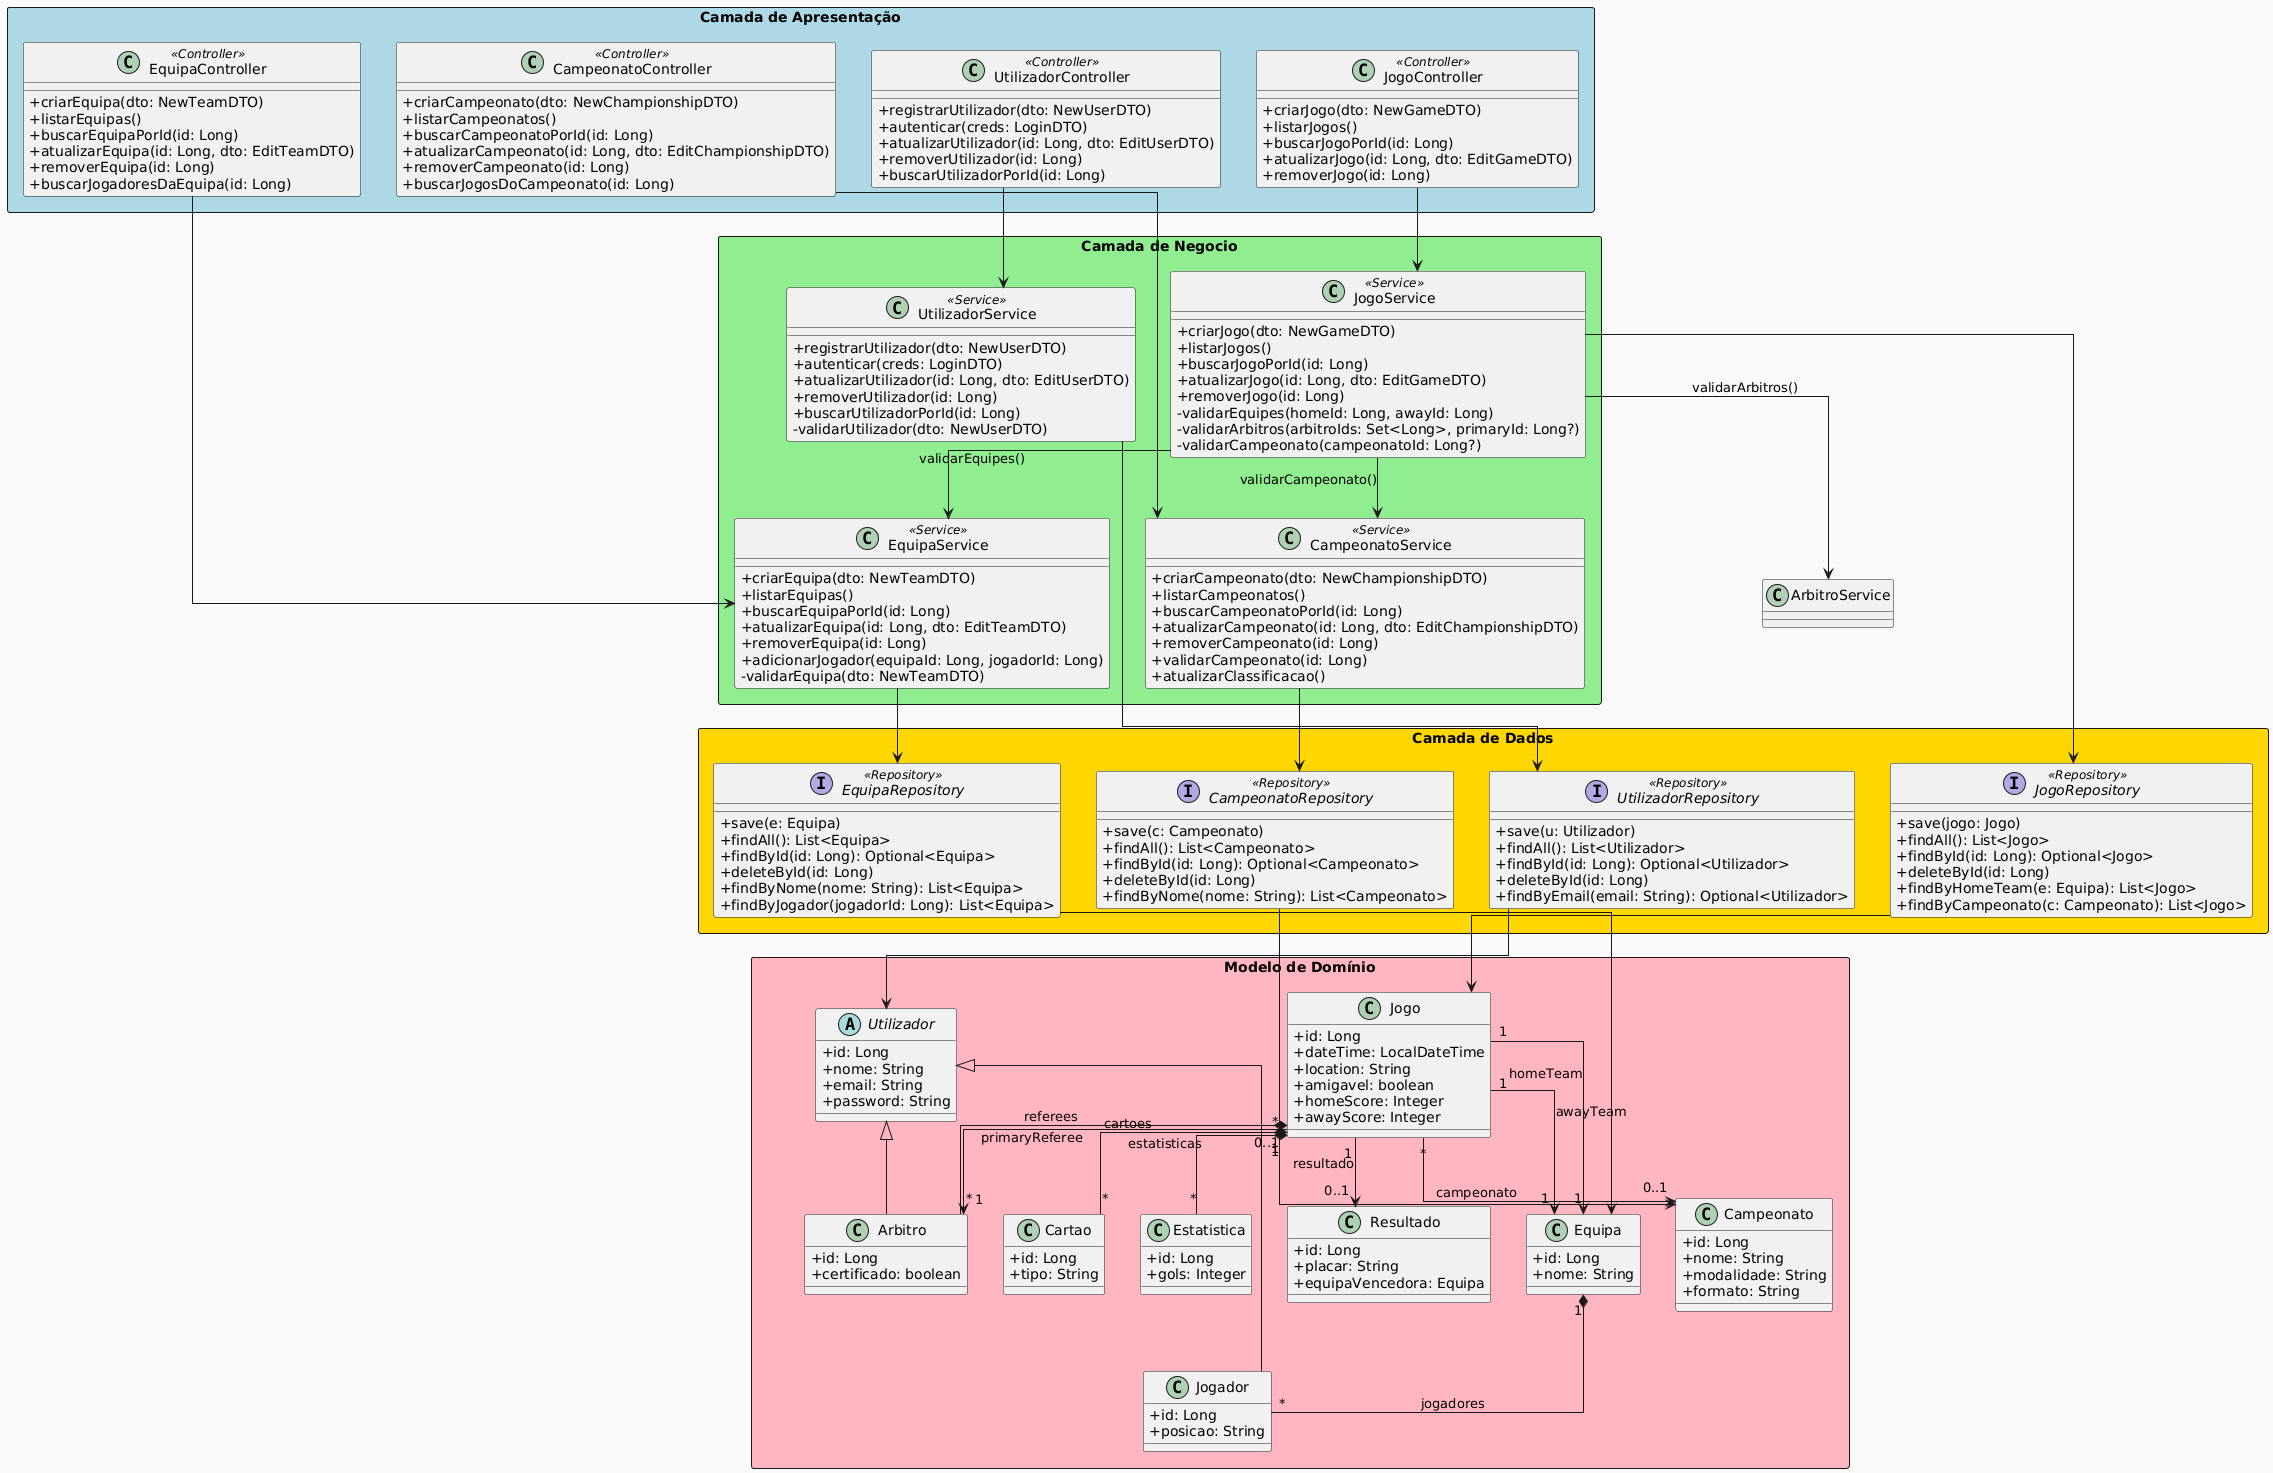 Camada de Apresentação
C
«Controller»
EquipaController
+criarEquipa(dto: NewTeamDTO)
+listarEquipas()
+buscarEquipaPorId(id: Long)
+atualizarEquipa(id: Long, dto: EditTeamDTO)
+removerEquipa(id: Long)
+buscarJogadoresDaEquipa(id: Long)
C
«Controller»
CampeonatoController
+criarCampeonato(dto: NewChampionshipDTO)
+listarCampeonatos()
+buscarCampeonatoPorId(id: Long)
+atualizarCampeonato(id: Long, dto: EditChampionshipDTO)
+removerCampeonato(id: Long)
+buscarJogosDoCampeonato(id: Long)
C
«Controller»
UtilizadorController
+registrarUtilizador(dto: NewUserDTO)
+autenticar(creds: LoginDTO)
+atualizarUtilizador(id: Long, dto: EditUserDTO)
+removerUtilizador(id: Long)
+buscarUtilizadorPorId(id: Long)
C
«Controller»
JogoController
+criarJogo(dto: NewGameDTO)
+listarJogos()
+buscarJogoPorId(id: Long)
+atualizarJogo(id: Long, dto: EditGameDTO)
+removerJogo(id: Long)
Camada de Negocio
C
«Service»
UtilizadorService
+registrarUtilizador(dto: NewUserDTO)
+autenticar(creds: LoginDTO)
+atualizarUtilizador(id: Long, dto: EditUserDTO)
+removerUtilizador(id: Long)
+buscarUtilizadorPorId(id: Long)
-validarUtilizador(dto: NewUserDTO)
C
«Service»
JogoService
+criarJogo(dto: NewGameDTO)
+listarJogos()
+buscarJogoPorId(id: Long)
+atualizarJogo(id: Long, dto: EditGameDTO)
+removerJogo(id: Long)
-validarEquipes(homeId: Long, awayId: Long)
-validarArbitros(arbitroIds: Set<Long>, primaryId: Long?)
-validarCampeonato(campeonatoId: Long?)
validarArbitros()
validarEquipes()
validarCampeonato()
C
«Service»
EquipaService
+criarEquipa(dto: NewTeamDTO)
+listarEquipas()
+buscarEquipaPorId(id: Long)
+atualizarEquipa(id: Long, dto: EditTeamDTO)
+removerEquipa(id: Long)
+adicionarJogador(equipaId: Long, jogadorId: Long)
-validarEquipa(dto: NewTeamDTO)
C
«Service»
CampeonatoService
+criarCampeonato(dto: NewChampionshipDTO)
+listarCampeonatos()
+buscarCampeonatoPorId(id: Long)
+atualizarCampeonato(id: Long, dto: EditChampionshipDTO)
+removerCampeonato(id: Long)
+validarCampeonato(id: Long)
+atualizarClassificacao()
C
ArbitroService
Camada de Dados
I
«Repository»
EquipaRepository
+save(e: Equipa)
+findAll(): List<Equipa>
+findById(id: Long): Optional<Equipa>
+deleteById(id: Long)
+findByNome(nome: String): List<Equipa>
+findByJogador(jogadorId: Long): List<Equipa>
I
«Repository»
CampeonatoRepository
+save(c: Campeonato)
+findAll(): List<Campeonato>
+findById(id: Long): Optional<Campeonato>
+deleteById(id: Long)
+findByNome(nome: String): List<Campeonato>
I
«Repository»
UtilizadorRepository
+save(u: Utilizador)
+findAll(): List<Utilizador>
+findById(id: Long): Optional<Utilizador>
+deleteById(id: Long)
+findByEmail(email: String): Optional<Utilizador>
I
«Repository»
JogoRepository
+save(jogo: Jogo)
+findAll(): List<Jogo>
+findById(id: Long): Optional<Jogo>
+deleteById(id: Long)
+findByHomeTeam(e: Equipa): List<Jogo>
+findByCampeonato(c: Campeonato): List<Jogo>
Modelo de Domínio
A
Utilizador
+id: Long
+nome: String
+email: String
+password: String
C
Jogo
+id: Long
+dateTime: LocalDateTime
+location: String
+amigavel: boolean
+homeScore: Integer
+awayScore: Integer
1
homeTeam
1
awayTeam
referees
*
cartoes
primaryReferee
estatisticas
0..1
1
resultado
1
*
0..1
campeonato
0..1
* 1
*
*
1
1
C
Arbitro
+id: Long
+certificado: boolean
C
Cartao
+id: Long
+tipo: String
C
Estatistica
+id: Long
+gols: Integer
C
Resultado
+id: Long
+placar: String
+equipaVencedora: Equipa
C
Equipa
+id: Long
+nome: String
C
Campeonato
+id: Long
+nome: String
+modalidade: String
+formato: String
1
C
Jogador
+id: Long
+posicao: String
*
jogadores